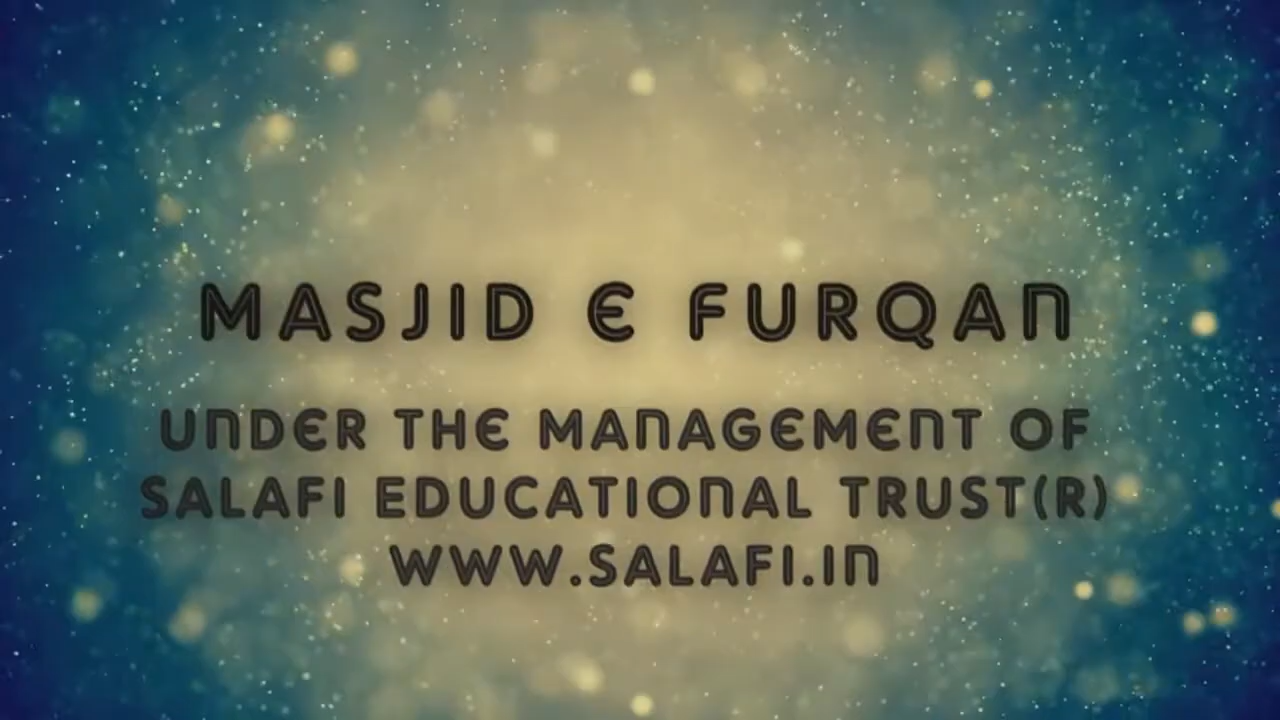 MASJID E FURQAN
UNDER THE MANAGEMENT OF
SALAFI EDUCATIONAL TRUST(R)
WWW.SALAFI.IN